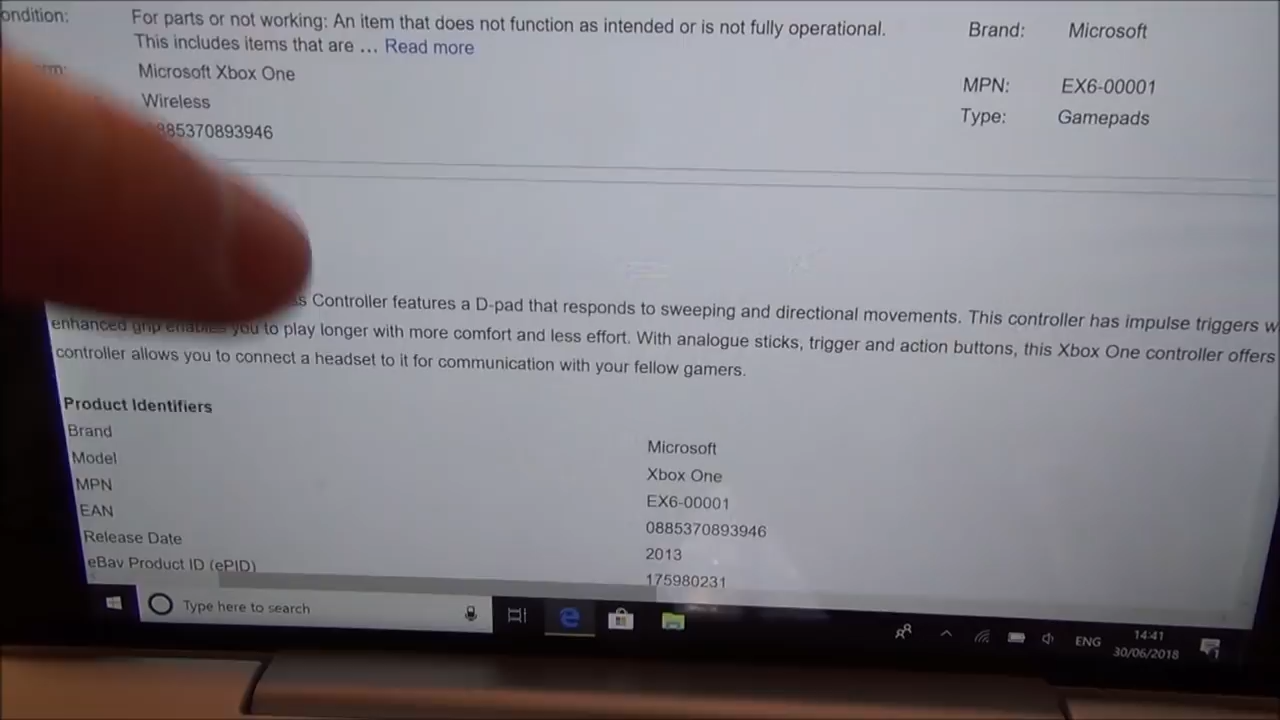 ondition: For parts or not working: An item that does not function as intended or is not fully operational. Brand: Microsoft
This includes items that are ... Read more
Microsoft Xbox One MPN: EX6-00001
Wireless Type: Gamepads
885370893946
s Controller features a D-pad that responds to sweeping and directional movements. This controller has impulse triggers w
enhanced grip enables you to play longer with more comfort and less effort. With analogue sticks, trigger and action buttons, this Xbox One controller offers
controller allows you to connect a headset to it for communication with your fellow gamers.
Product Identifiers
Brand Microsoft
Model Xbox One
MPN EX6-00001
EAN 0885370893946
Release Date 2013
eBay Product ID (ePID) 175980231
Type here to search ENG 14:41
30/06/2018 1